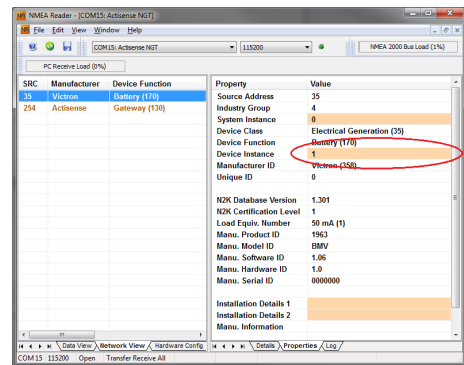 NMEA Reader - [COM15: Actisense NGT]
File Edit View Window Help
COM15: Actisense NGT 115200 NMEA 2000 Bus Load (1%)
PC Receive Load (0%)
SRC Manufacturer Device Function
35 Victron Battery (170)
254 Actisense Gateway (130)
Property Value
Source Address 35
Industry Group 4
System Instance 0
Device Class Electrical Generation (35)
Device Function Battery (170)
Device Instance 1
Manufacturer ID Victron (358)
Unique ID 0
N2K Database Version 1.301
N2K Certification Level 1
Load Equiv. Number 50 mA (1)
Manu. Product ID 1963
Manu. Model ID BMV
Manu. Software ID 1.06
Manu. Hardware ID 1.0
Manu. Serial ID 0000000
Installation Details 1
Installation Details 2
Manu. Information
Data View Network View Hardware Config Details Properties Log
COM 15 115200 Open Transfer Receive All